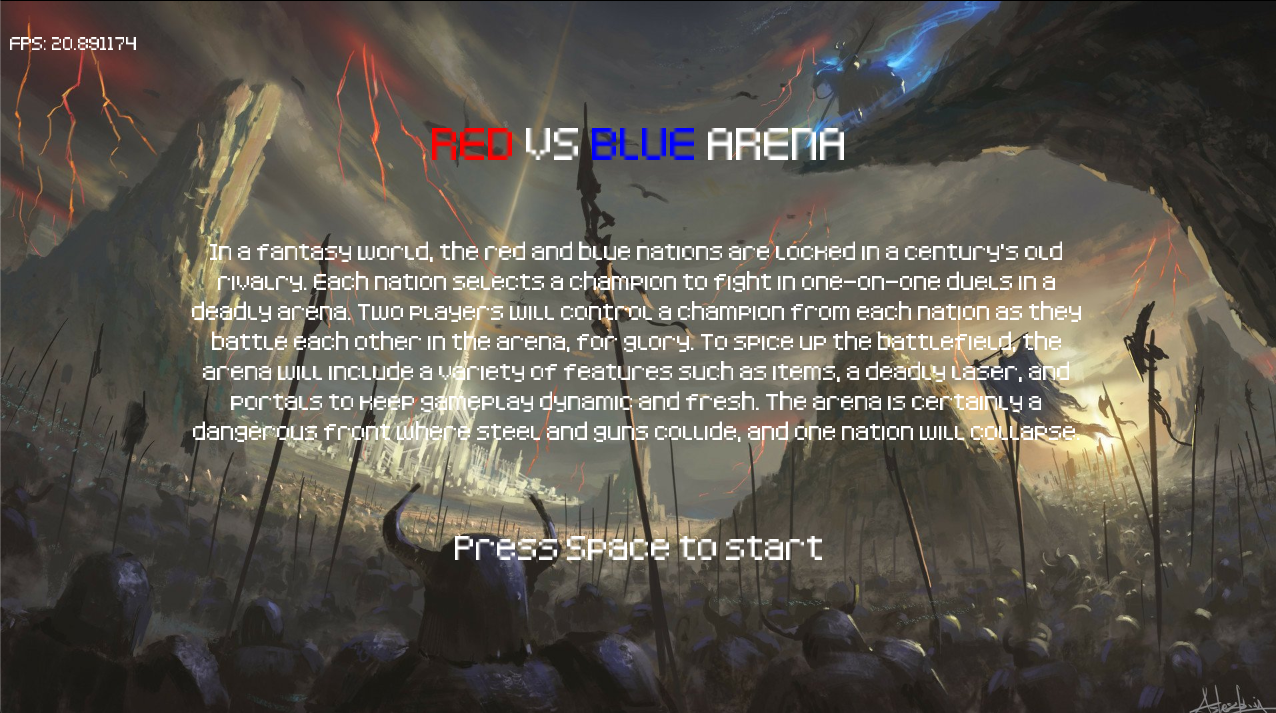 FPS: 20.891174
RED VS BLUE ARENA
In a fantasy world, the red and blue nations are locked in a century's old
rivalry. Each nation selects a champion to fight in one-on-one duels in a
deadly arena. Two players will control a champion from each nation as they
battle each other in the arena, for glory. To spice up the battlefield, the
arena will include a variety of features such as items, a deadly laser, and
portals to keep gameplay dynamic and fresh. The arena is certainly a
dangerous front where steel and guns collide, and one nation will collapse.
Press Space to start